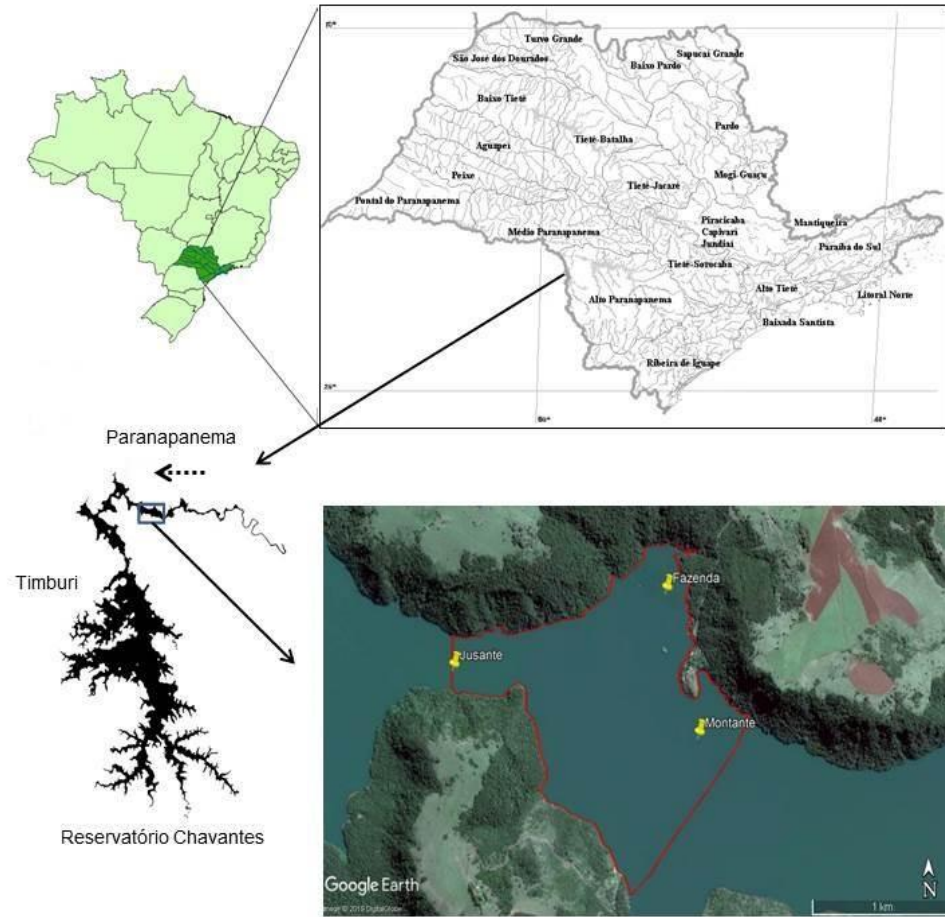 Turvo Grande
Sapucaí Grande
São José dos Dourados
Baixo Pardo
Baixo Tietê
Pardo
Tietê-Batalha
Aguapeí
Mogi-Guaçu
Peixe
Tietê-Jacaré
Pontal do Paranapanema
Piracicaba
Capivari
Jundiaí
Mantiqueira
Médio Paranapanema
Paraíba do Sul
Tietê-Sorocaba
Alto Tietê
Litoral Norte
Alto Paranapanema
Baixada Santista
Ribeira de Iguape
Paranapanema
Timburi
Reservatório Chavantes
Fazenda
Jusante
Montante
Google Earth
N
1 km